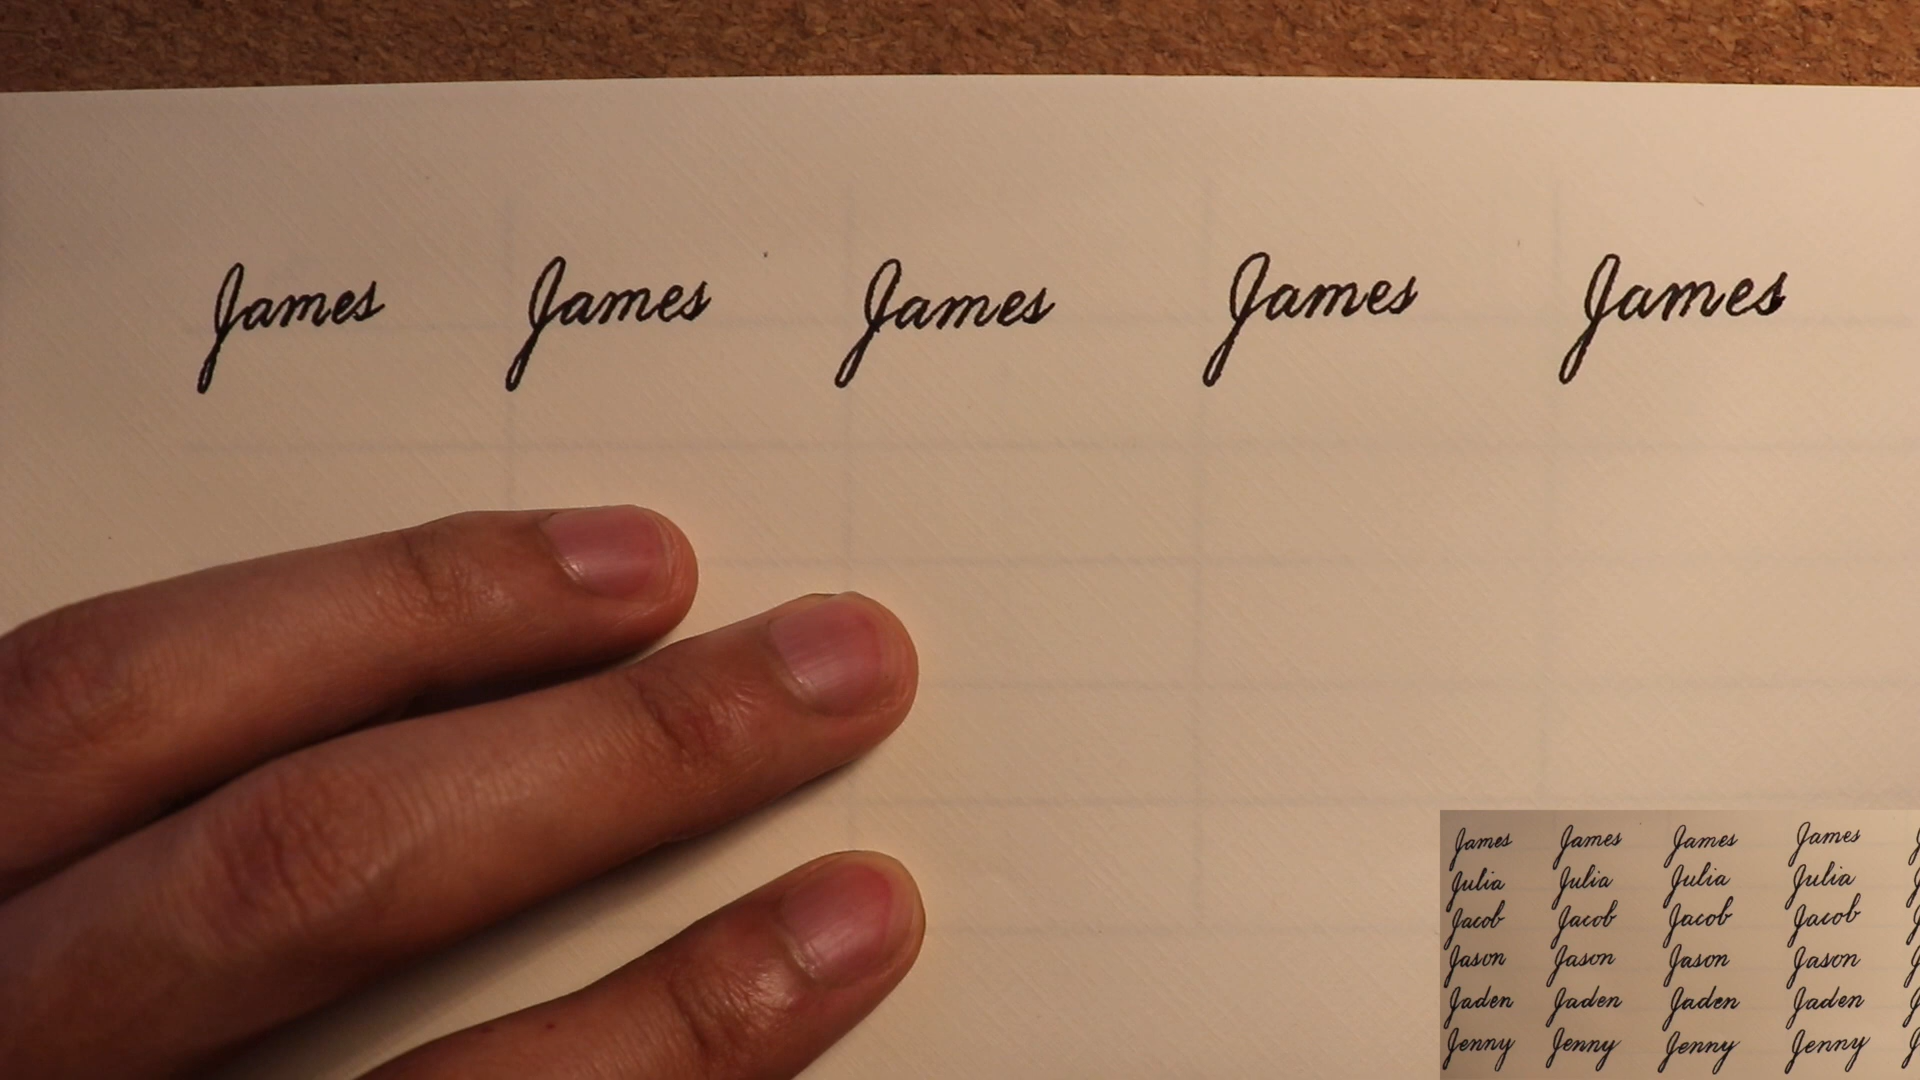 James James James James James
James James James James
Julia Julia Julia Julia
Jacob Jacob Jacob Jacob
Jason Jason Jason Jason
Jaden Jaden Jaden Jaden
Jenny Jenny Jenny Jenny